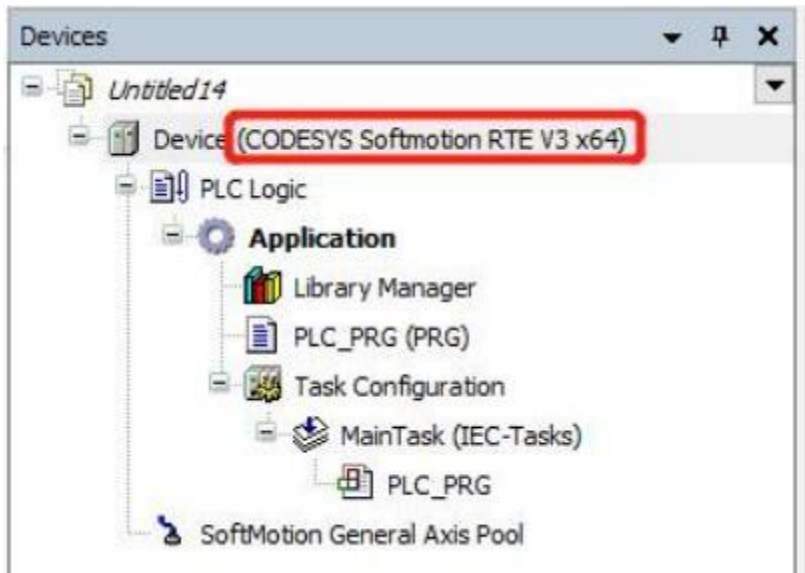 Devices
Untitled14
Device (CODESYS Softmotion RTE V3 x64)
PLC Logic
Application
Library Manager
PLC_PRG (PRG)
Task Configuration
MainTask (IEC-Tasks)
PLC_PRG
SoftMotion General Axis Pool